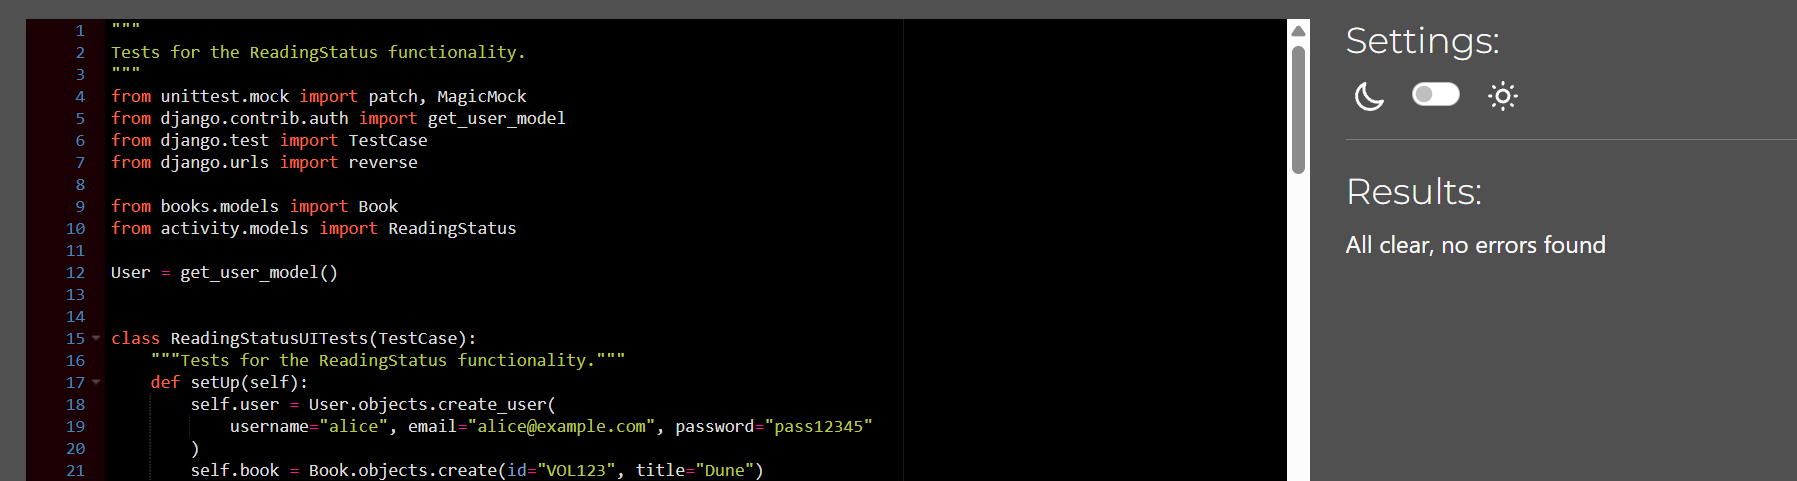 1 """
2 Tests for the ReadingStatus functionality.
3 """
4 from unittest.mock import patch, MagicMock
5 from django.contrib.auth import get_user_model
6 from django.test import TestCase
7 from django.urls import reverse
8
9 from books.models import Book
10 from activity.models import ReadingStatus
11
12 User = get_user_model()
13
14
15 class ReadingStatusUITests(TestCase):
16     """Tests for the ReadingStatus functionality."""
17     def setUp(self):
18         self.user = User.objects.create_user(
19             username="alice", email="alice@example.com", password="pass12345"
20         )
21         self.book = Book.objects.create(id="VOL123", title="Dune")
Settings:
Results:
All clear, no errors found